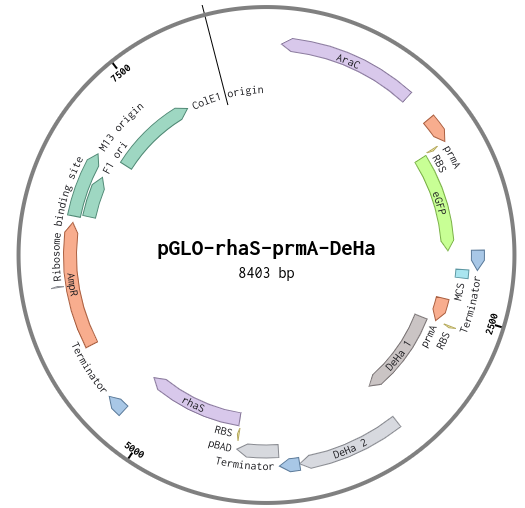 AraC
prmA
RBS
eGFP
MCS
Terminator
2500
prmA
RBS
DeHa 1
DeHa 2
Terminator
pBAD
RBS
rhaS
5000
Terminator
AmpR
Ribosome binding site
F1 ori
M13 origin
7500
ColE1 origin
pGLO-rhaS-prmA-DeHa
8403 bp